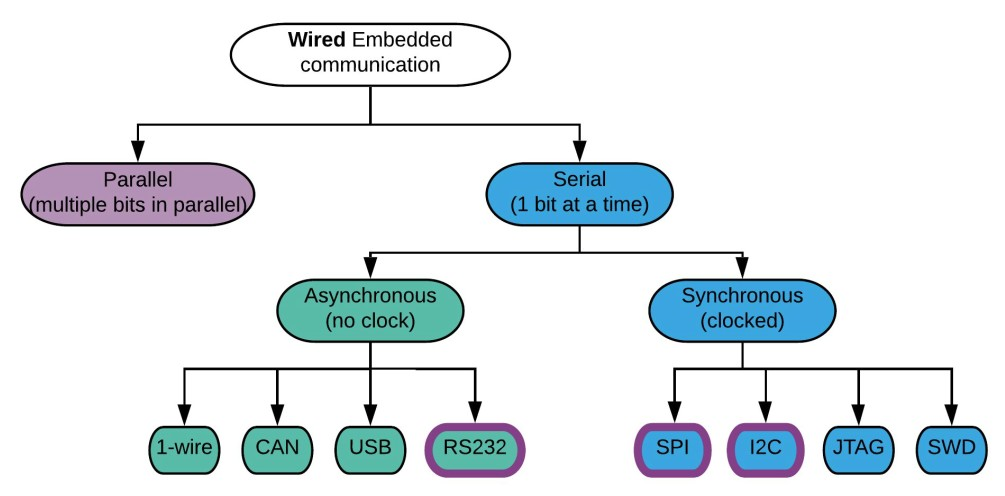 Wired Embedded
communication
Parallel
(multiple bits in parallel)
Serial
(1 bit at a time)
Asynchronous
(no clock)
Synchronous
(clocked)
1-wire
CAN
USB
RS232
SPI
I2C
JTAG
SWD